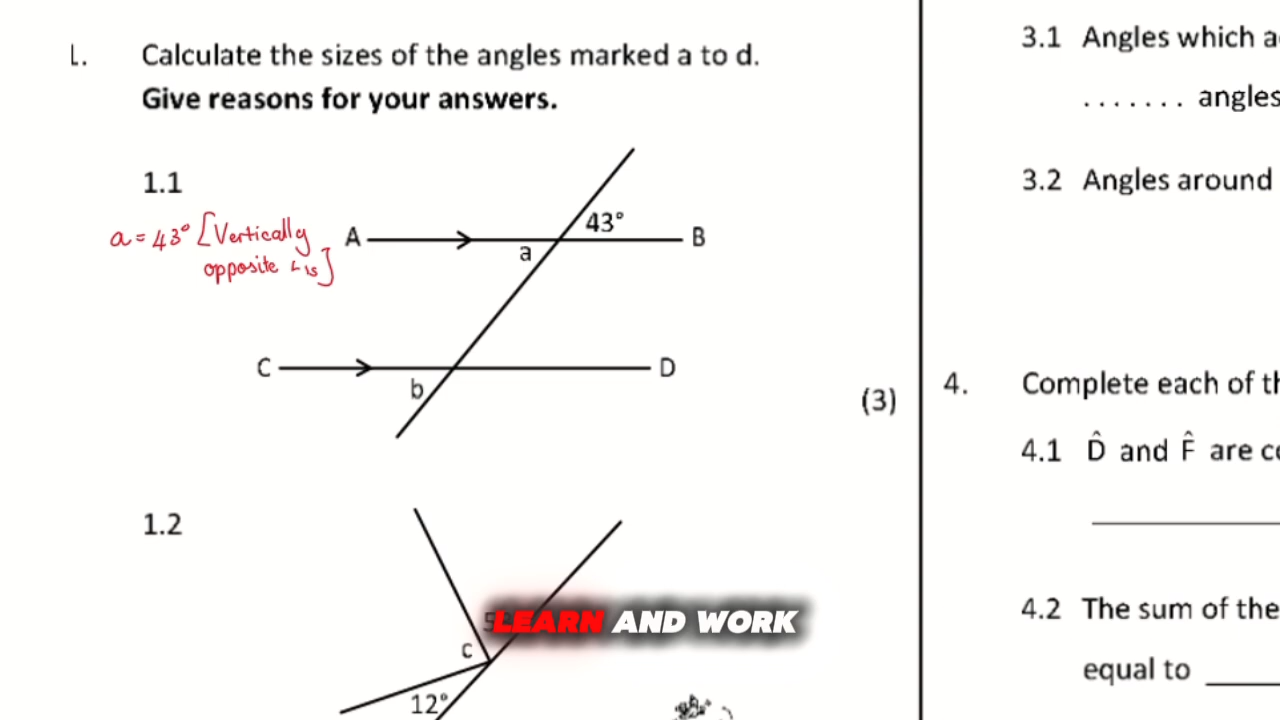 1. Calculate the sizes of the angles marked a to d.
Give reasons for your answers.
1.1
a = 43° [Vertically
opposite ∠'s]
A
43°
B
a
C
D
b
(3)
1.2
c
12°
LEARN AND WORK
3.1 Angles which a
. . . . . . . angles
3.2 Angles around
4. Complete each of th
4.1 D̂ and F̂ are co
4.2 The sum of the
equal to